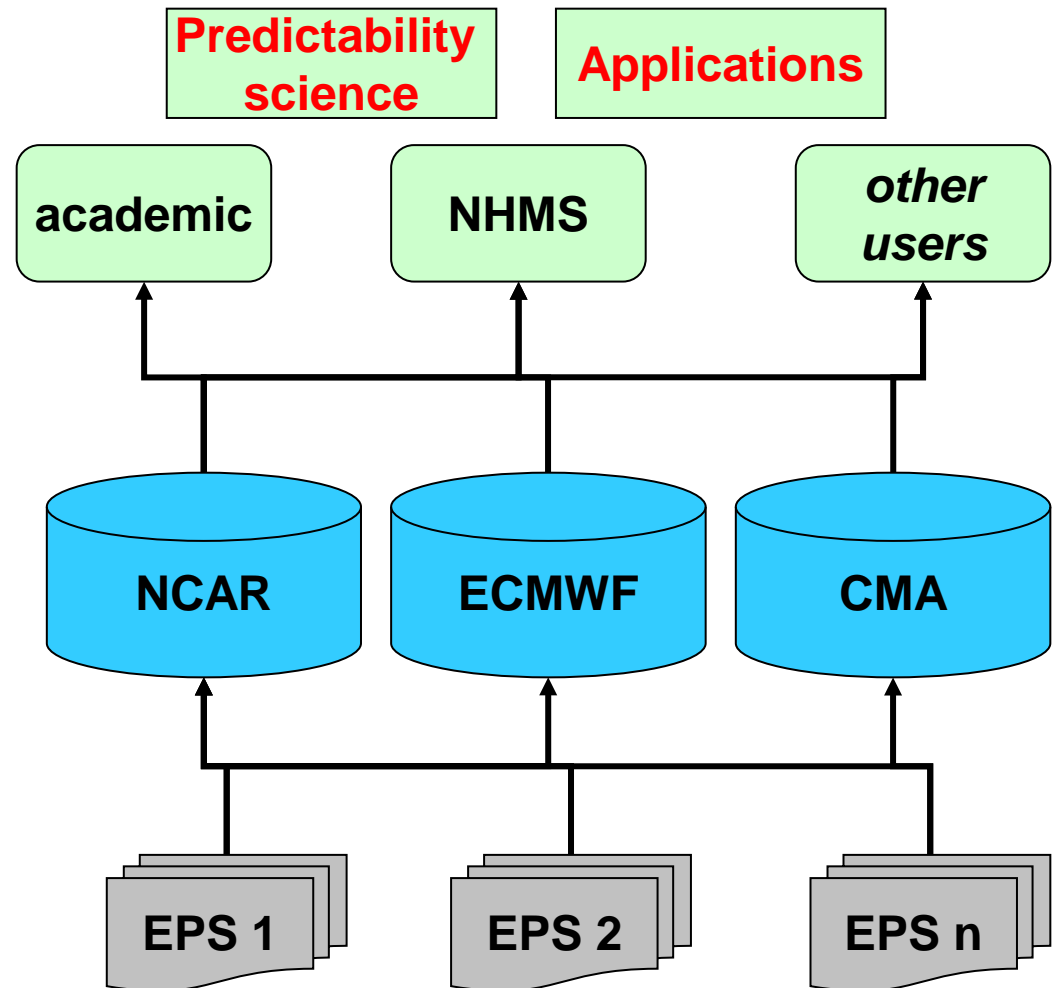 Predictability
science
Applications
academic
NHMS
other
users
NCAR
ECMWF
CMA
EPS 1
EPS 2
EPS n